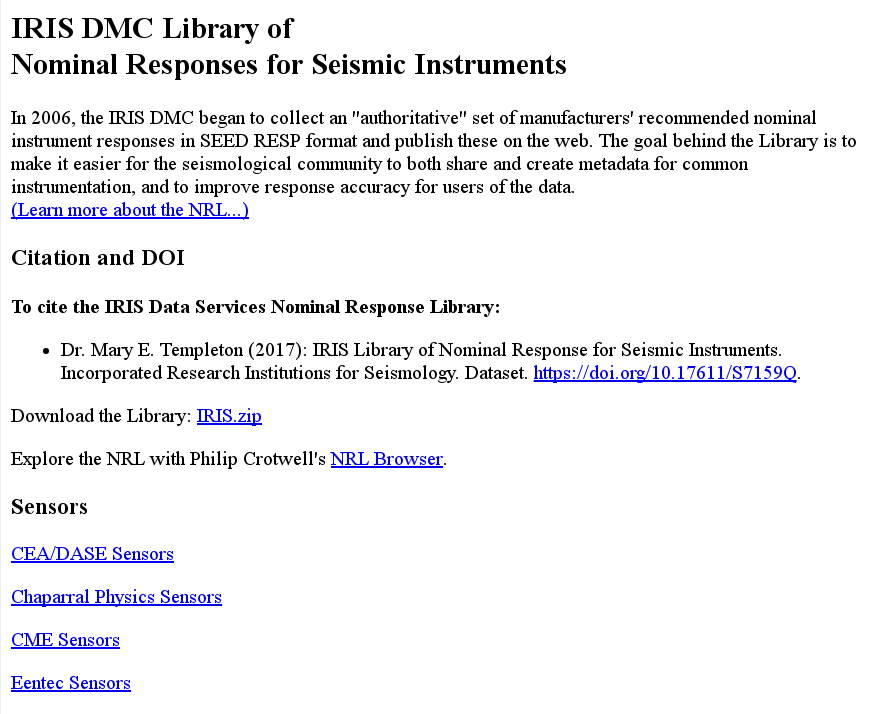 IRIS DMC Library of
Nominal Responses for Seismic Instruments
In 2006, the IRIS DMC began to collect an "authoritative" set of manufacturers' recommended nominal
instrument responses in SEED RESP format and publish these on the web. The goal behind the Library is to
make it easier for the seismological community to both share and create metadata for common
instrumentation, and to improve response accuracy for users of the data.
(Learn more about the NRL...)
Citation and DOI
To cite the IRIS Data Services Nominal Response Library:
• Dr. Mary E. Templeton (2017): IRIS Library of Nominal Response for Seismic Instruments.
Incorporated Research Institutions for Seismology. Dataset. https://doi.org/10.17611/S7159Q.
Download the Library: IRIS.zip
Explore the NRL with Philip Crotwell's NRL Browser.
Sensors
CEA/DASE Sensors
Chaparral Physics Sensors
CME Sensors
Eentec Sensors